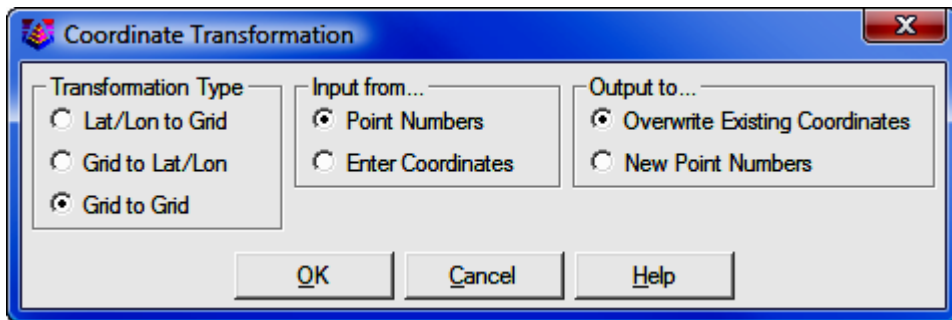 Coordinate Transformation
Transformation Type
Lat/Lon to Grid
Grid to Lat/Lon
Grid to Grid
Input from...
Point Numbers
Enter Coordinates
Output to...
Overwrite Existing Coordinates
New Point Numbers
OK
Cancel
Help